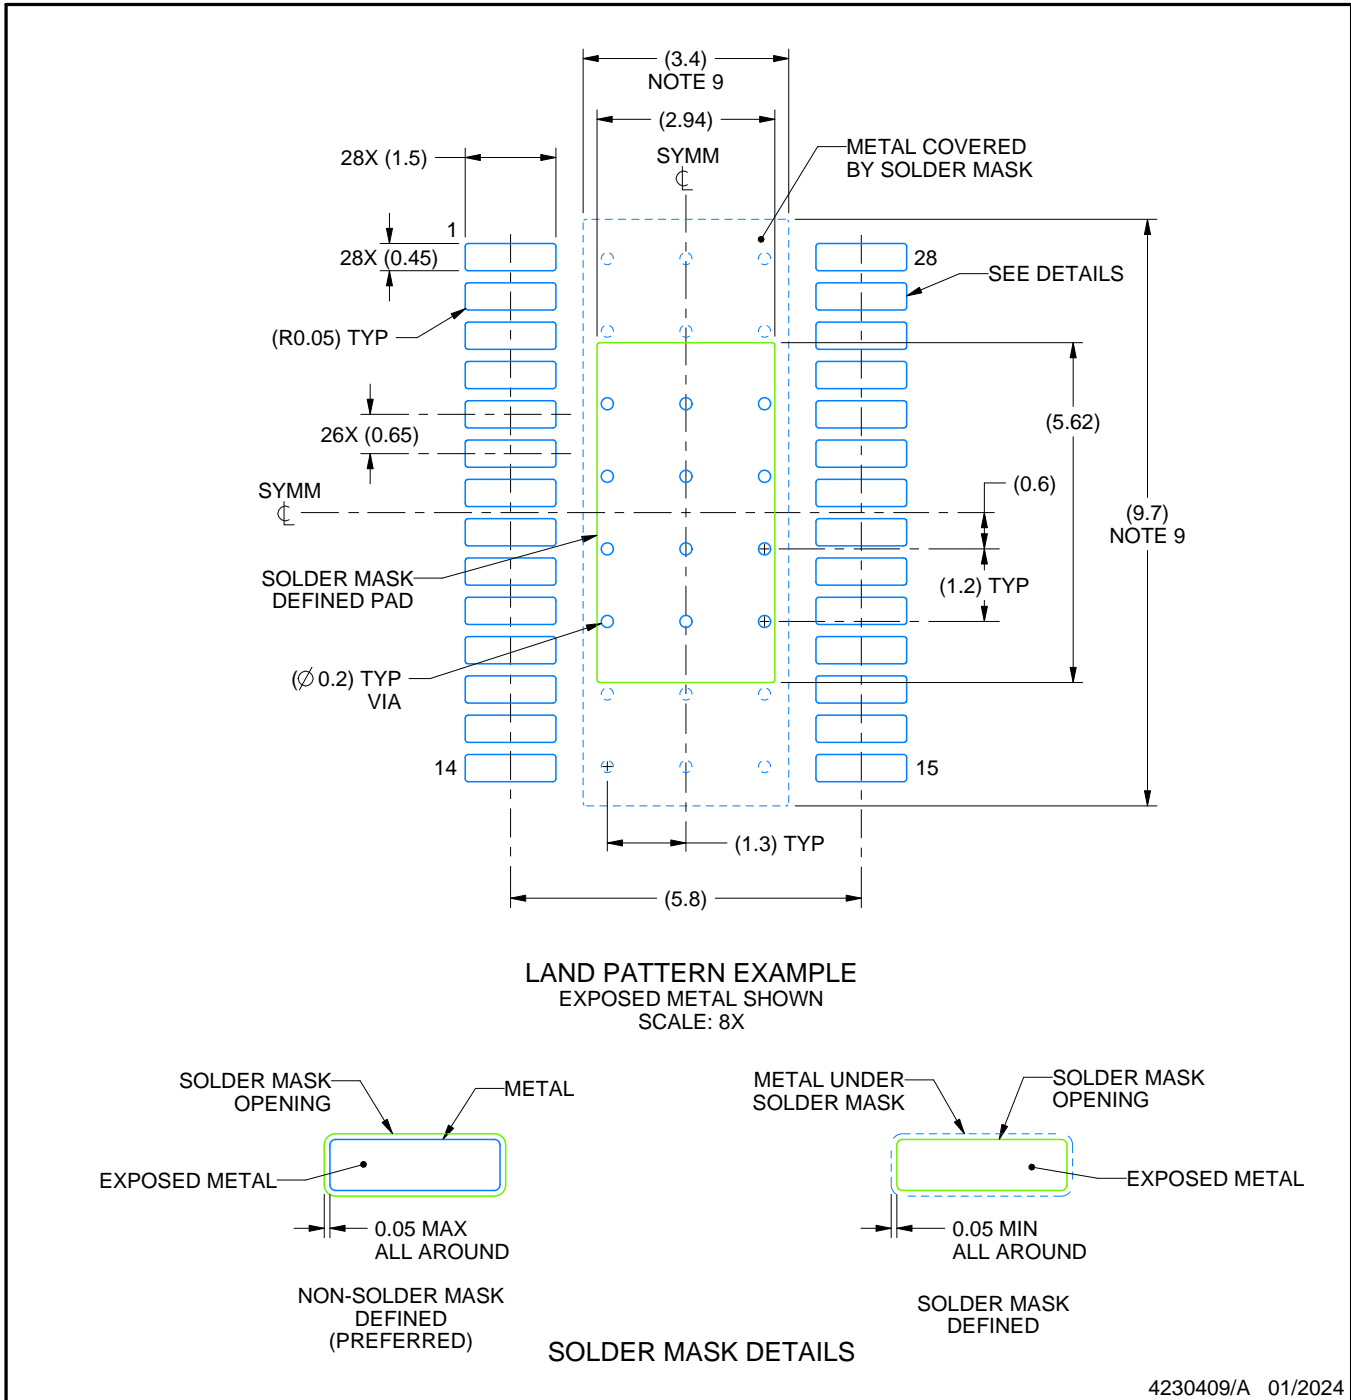 (3.4)
NOTE 9
(2.94)
SYMM
METAL COVERED
BY SOLDER MASK
28X (1.5)
1
28X (0.45)
28
SEE DETAILS
(R0.05) TYP
(5.62)
26X (0.65)
(0.6)
SYMM
(9.7)
NOTE 9
SOLDER MASK
DEFINED PAD
(1.2) TYP
(Ø 0.2) TYP
VIA
14
15
(1.3) TYP
(5.8)
LAND PATTERN EXAMPLE
EXPOSED METAL SHOWN
SCALE: 8X
SOLDER MASK
OPENING
METAL
EXPOSED METAL
0.05 MAX
ALL AROUND
NON-SOLDER MASK
DEFINED
(PREFERRED)
METAL UNDER
SOLDER MASK
SOLDER MASK
OPENING
EXPOSED METAL
0.05 MIN
ALL AROUND
SOLDER MASK
DEFINED
SOLDER MASK DETAILS
4230409/A 01/2024